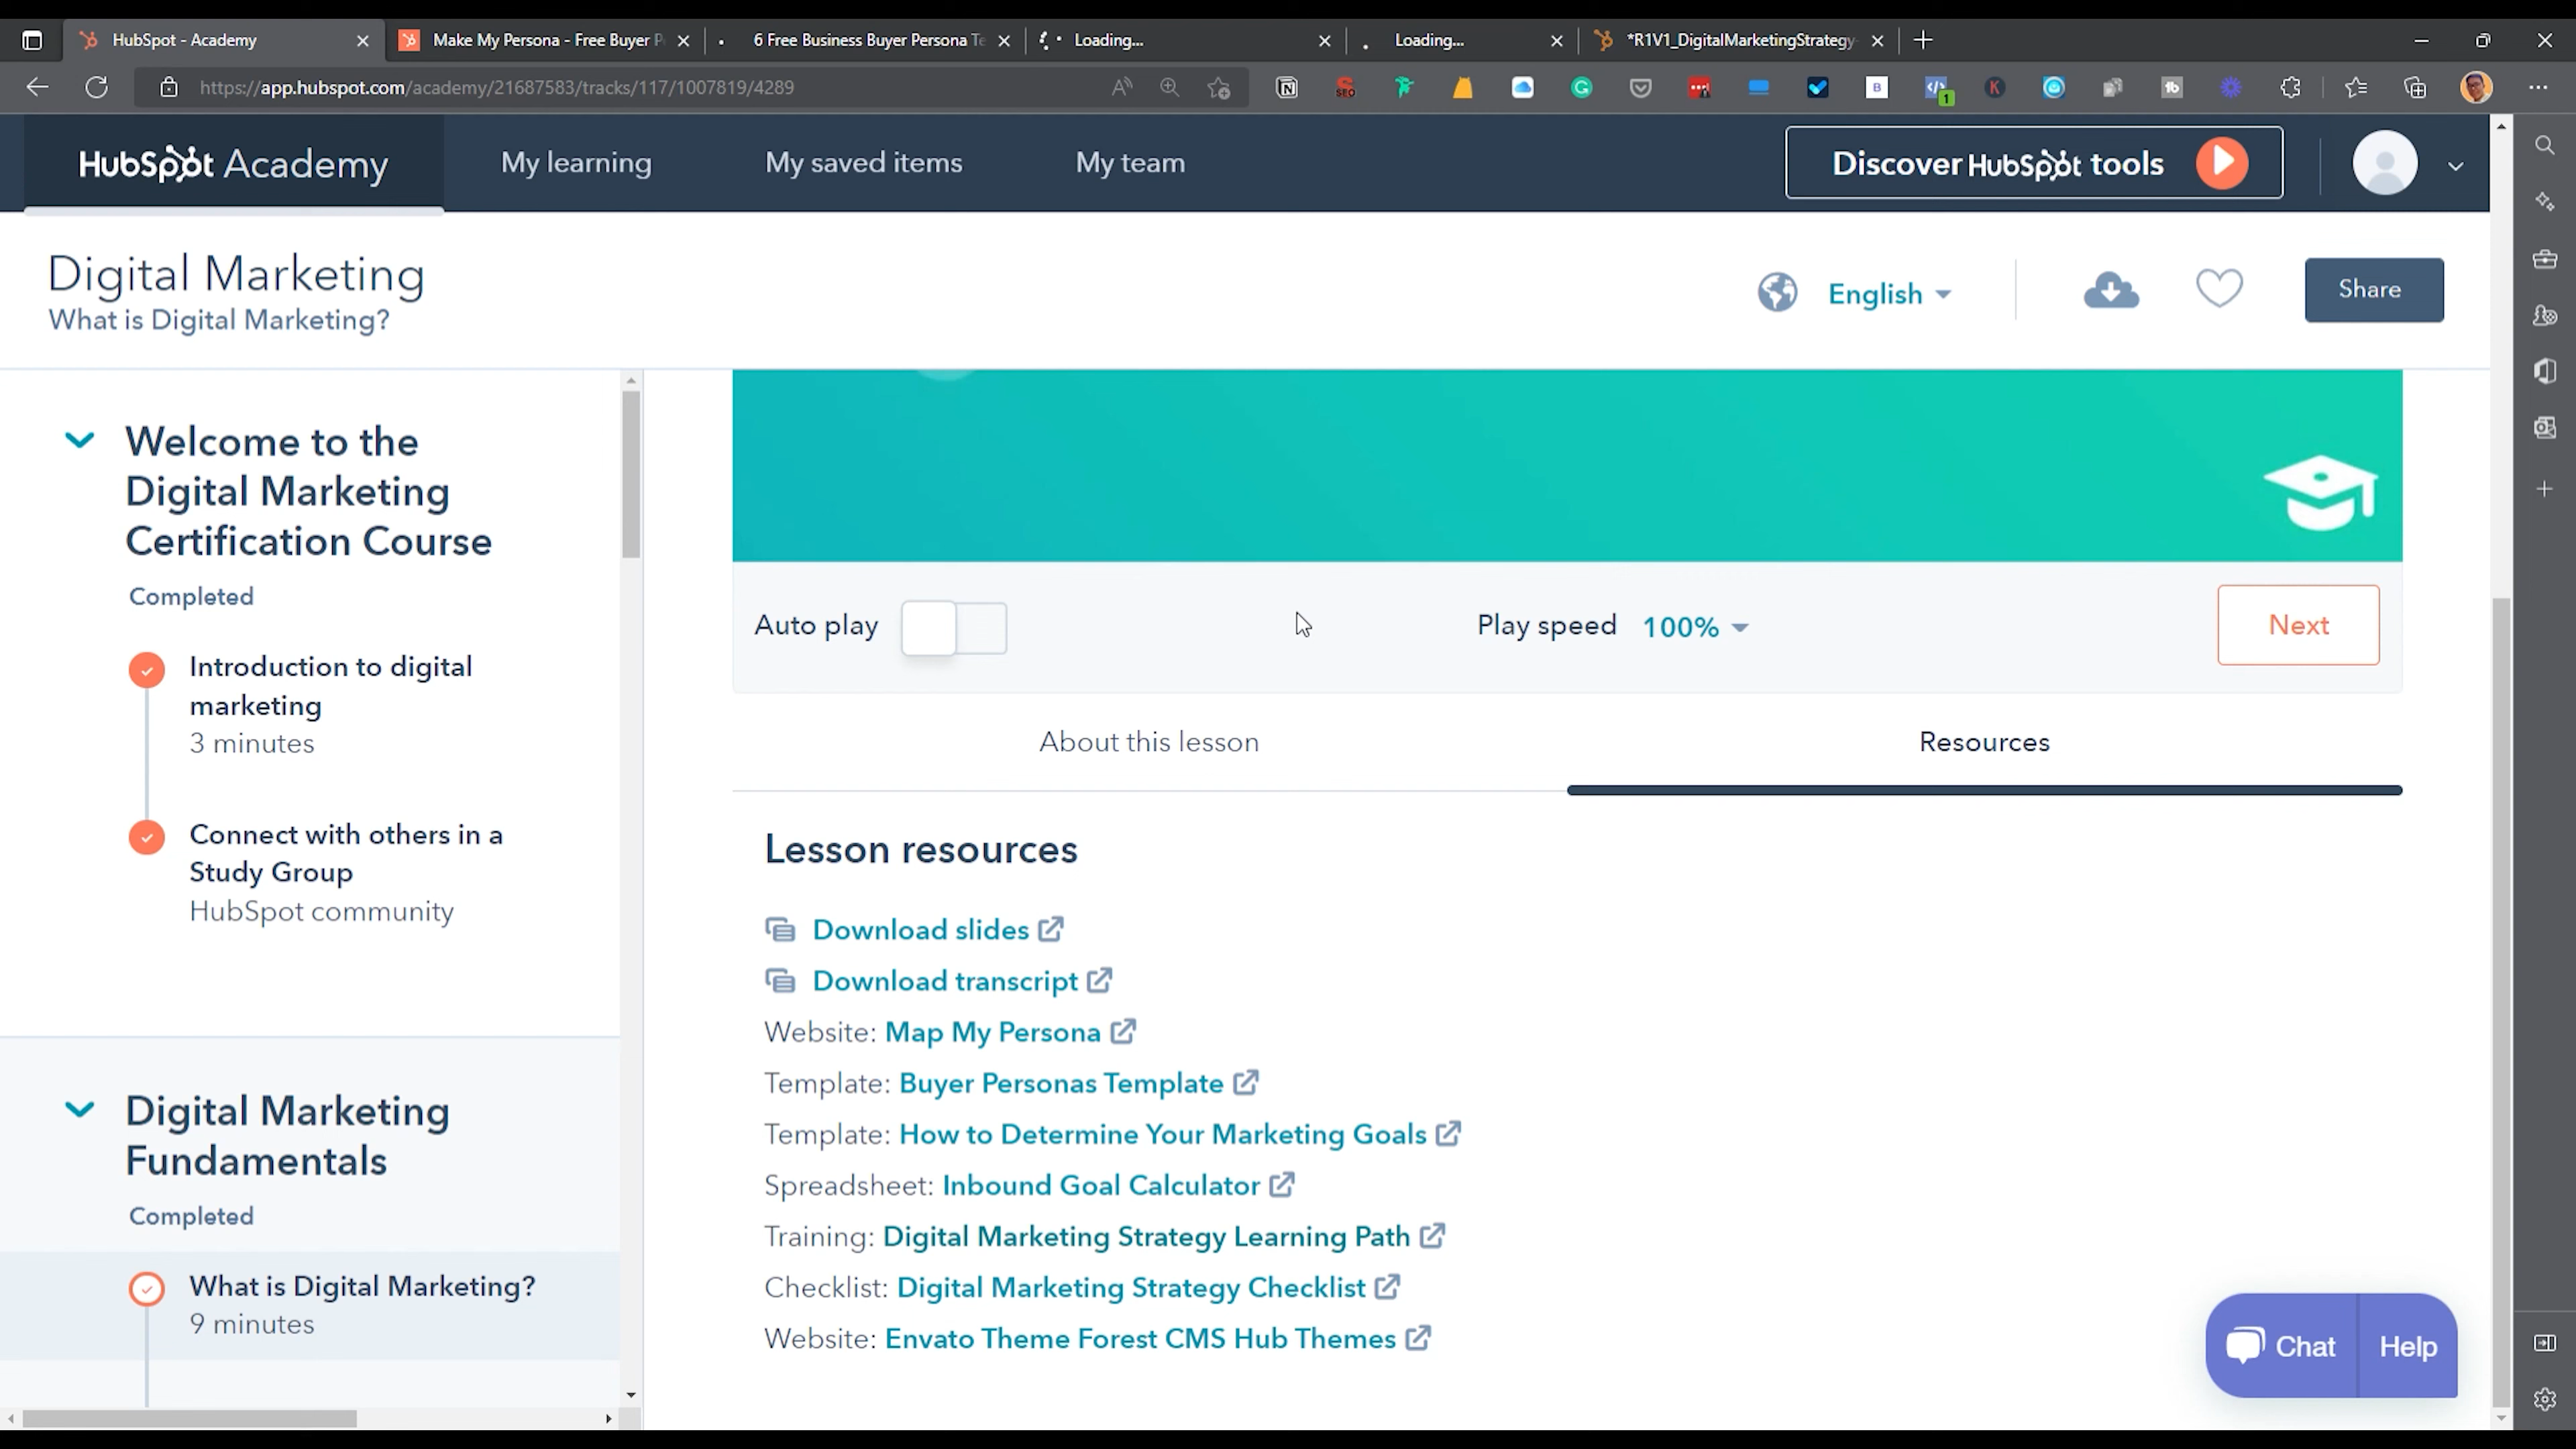 HubSpot - Academy
Make My Persona - Free Buyer P
6 Free Business Buyer Persona Te
Loading...
Loading...
*R1V1_DigitalMarketingStrategy
https://app.hubspot.com/academy/21687583/tracks/117/1007819/4289
HubSpot Academy
My learning
My saved items
My team
Discover HubSpot tools
Digital Marketing
What is Digital Marketing?
English
Share
Welcome to the
Digital Marketing
Certification Course
Completed
Introduction to digital
marketing
3 minutes
Connect with others in a
Study Group
HubSpot community
Digital Marketing
Fundamentals
Completed
What is Digital Marketing?
9 minutes
Auto play
Play speed 100%
Next
About this lesson
Resources
Lesson resources
Download slides
Download transcript
Website: Map My Persona
Template: Buyer Personas Template
Template: How to Determine Your Marketing Goals
Spreadsheet: Inbound Goal Calculator
Training: Digital Marketing Strategy Learning Path
Checklist: Digital Marketing Strategy Checklist
Website: Envato Theme Forest CMS Hub Themes
Chat
Help